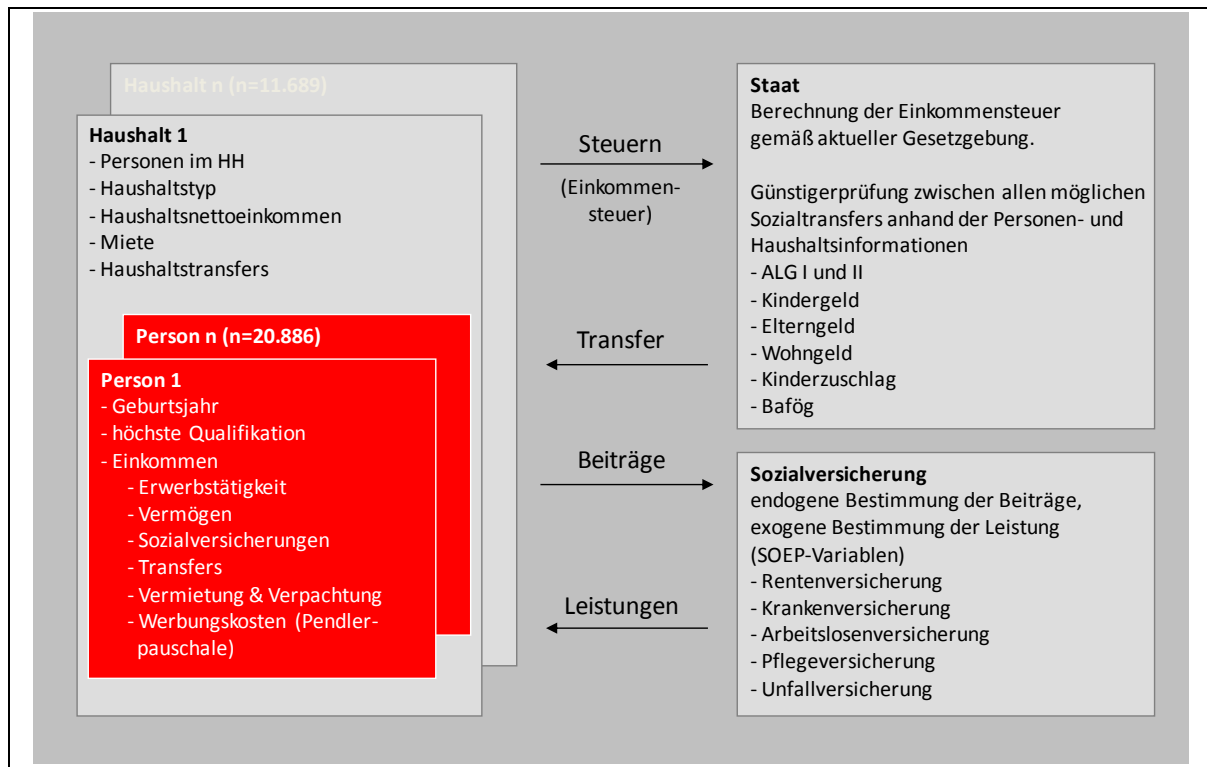 Haushalt n (n=11.689)
Haushalt 1
- Personen im HH
- Haushaltstyp
- Haushaltsnettoeinkommen
- Miete
- Haushaltstransfers
Person n (n=20.886)
Person 1
- Geburtsjahr
- höchste Qualifikation
- Einkommen
- Erwerbstätigkeit
- Vermögen
- Sozialversicherungen
- Transfers
- Vermietung & Verpachtung
- Werbungskosten (Pendler-
pauschale)
Steuern
(Einkommen-
steuer)
Transfer
Beiträge
Leistungen
Staat
Berechnung der Einkommensteuer
gemäß aktueller Gesetzgebung.
Günstigerprüfung zwischen allen möglichen
Sozialtransfers anhand der Personen- und
Haushaltsinformationen
- ALG I und II
- Kindergeld
- Elterngeld
- Wohngeld
- Kinderzuschlag
- Bafög
Sozialversicherung
endogene Bestimmung der Beiträge,
exogene Bestimmung der Leistung
(SOEP-Variablen)
- Rentenversicherung
- Krankenversicherung
- Arbeitslosenversicherung
- Pflegeversicherung
- Unfallversicherung